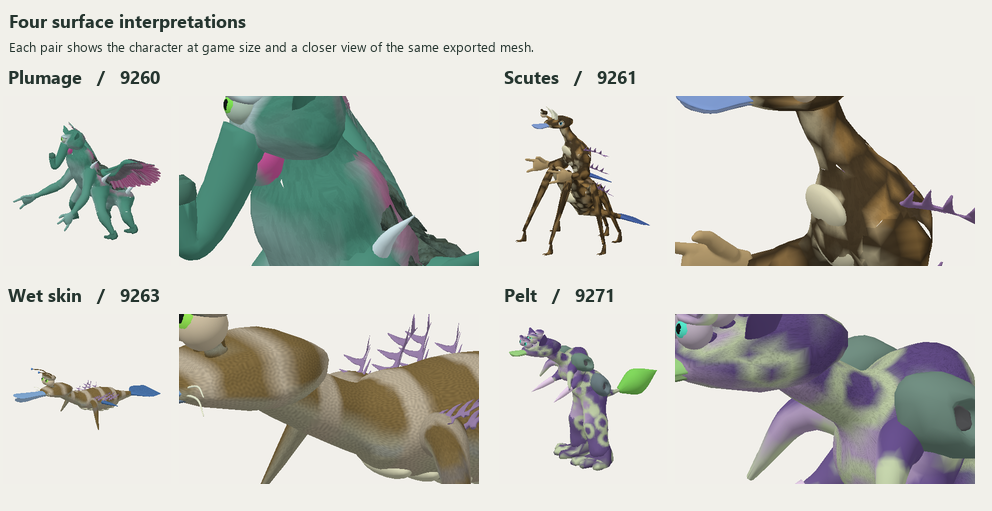 Four surface interpretations
Each pair shows the character at game size and a closer view of the same exported mesh.
Plumage / 9260
Scutes / 9261
Wet skin / 9263
Pelt / 9271